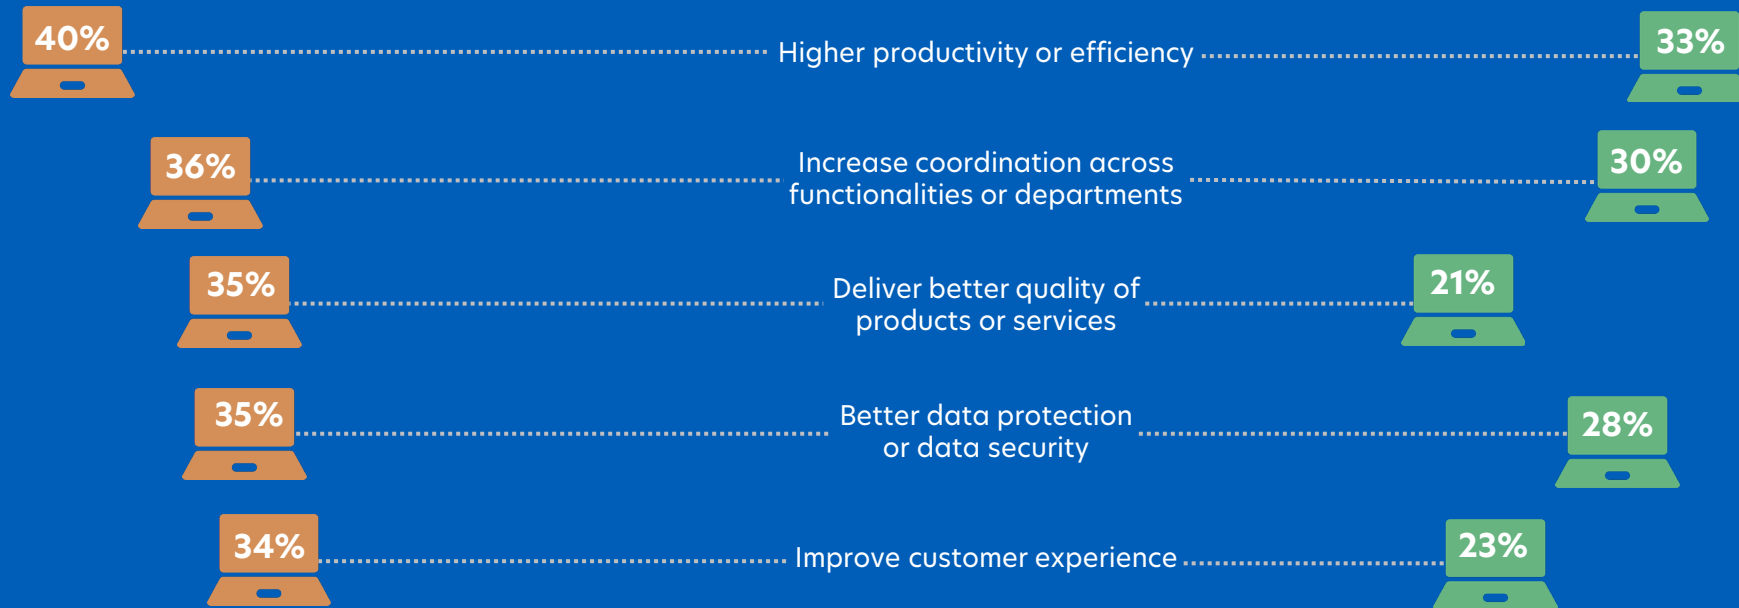 40%
Higher productivity or efficiency
33%
36%
Increase coordination across
functionalities or departments
30%
35%
Deliver better quality of
products or services
21%
35%
Better data protection
or data security
28%
34%
Improve customer experience
23%